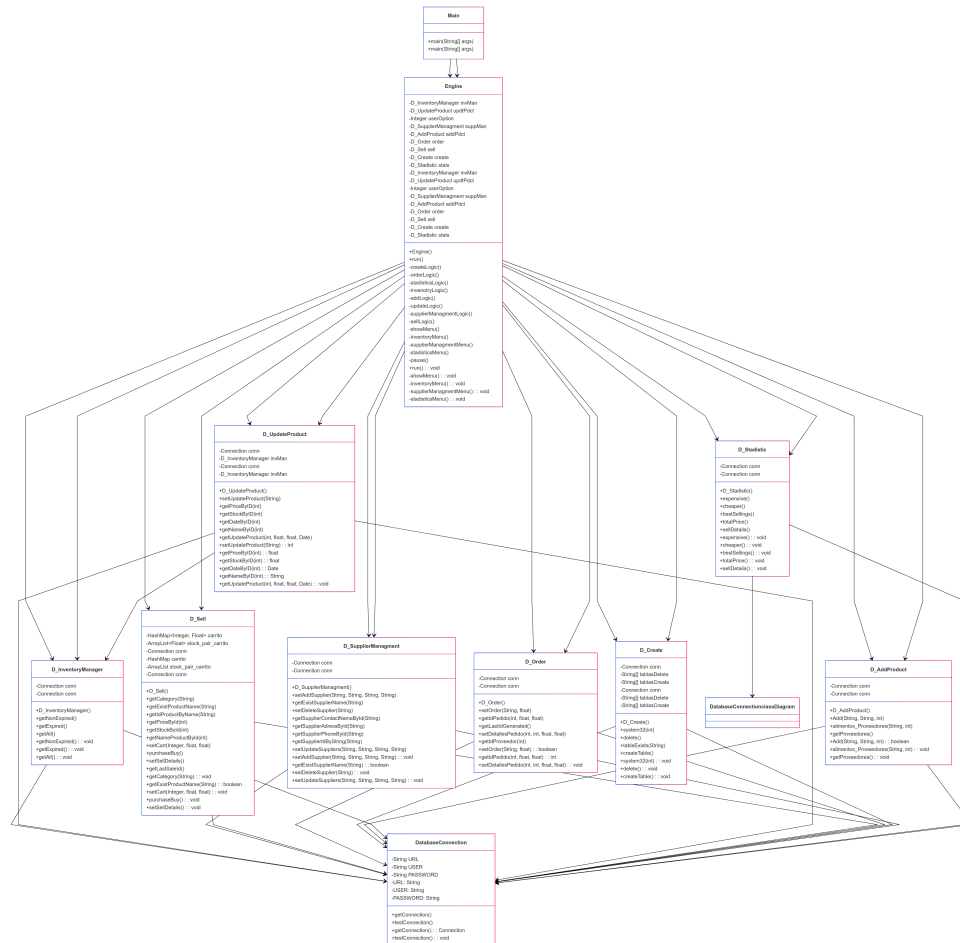 Main
+main(String[] args)
+main(String[] args)
Engine
-D_InventoryManager invMan
-D_UpdateProduct updtPdct
-Integer userOption
-D_SupplierManagment suppMan
-D_AddProduct addPdct
-D_Order order
-D_Sell sell
-D_Create create
-D_Stadistic stats
-D_InventoryManager invMan
-D_UpdateProduct updtPdct
-Integer userOption
-D_SupplierManagment suppMan
-D_AddProduct addPdct
-D_Order order
-D_Sell sell
-D_Create create
-D_Stadistic stats
+Engine()
+run()
-createLogic()
-orderLogic()
-stadisticsLogic()
-invenotryLogic()
-addLogic()
-updateLogic()
-supplierManagmentLogic()
-sellLogic()
-showMenu()
-inventoryMenu()
-supplierManagmentMenu()
-stadisticsMenu()
-pause()
+run() : : void
-showMenu() : : void
-inventoryMenu() : : void
-supplierManagmentMenu() : : void
-stadisticsMenu() : : void
D_UpdateProduct
-Connection conn
-D_InventoryManager invMan
-Connection conn
-D_InventoryManager invMan
+D_UpdateProduct()
+setUpdateProduct(String)
+getPriceByID(int)
+getStockByID(int)
+getDateByID(int)
+getNameByID(int)
+getUpdateProduct(int, float, float, Date)
+setUpdateProduct(String) : : int
+getPriceByID(int) : : float
+getStockByID(int) : : float
+getDateByID(int) : : Date
+getNameByID(int) : : String
+getUpdateProduct(int, float, float, Date) : : void
D_Stadistic
-Connection conn
-Connection conn
+D_Stadistic()
+expensive()
+cheaper()
+bestSellings()
+totalPrice()
+sellDetails()
+expensive() : : void
+cheaper() : : void
+bestSellings() : : void
+totalPrice() : : void
+sellDetails() : : void
D_Sell
-HashMap<Integer, Float> carrito
-ArrayList<Float> stock_pair_carrito
-Connection conn
-HashMap carrito
-ArrayList stock_pair_carrito
-Connection conn
+D_Sell()
+getCategory(String)
+getExistProductName(String)
+getIdProductByName(String)
+getPriceById(int)
+getStockById(int)
+getNameProductById(int)
+setCart(Integer, float, float)
+purchaseBuy()
+setSellDetails()
+getLastSaleId()
+getCategory(String) : : void
+getExistProductName(String) : : boolean
+setCart(Integer, float, float) : : void
+purchaseBuy() : : void
+setSellDetails() : : void
D_SupplierManagment
-Connection conn
-Connection conn
+D_SupplierManagment()
+setAddSupplier(String, String, String, String)
+getExistSupplierName(String)
+setDeleteSupplier(String)
+getSupplierContactNameById(String)
+getSupplierAdressById(String)
+getSupplierPhoneById(String)
+getSupplierIdByString(String)
+setUpdateSuppliers(String, String, String, String)
+setAddSupplier(String, String, String, String) : : void
+getExistSupplierName(String) : : boolean
+setDeleteSupplier(String) : : void
+setUpdateSuppliers(String, String, String, String) : : void
D_Create
-Connection conn
-String[] tablasDelete
-String[] tablasCreate
-Connection conn
-String[] tablasDelete
-String[] tablasCreate
+D_Create()
+system32(int)
+delete()
+tableExists(String)
+createTable()
+system32(int) : : void
+delete() : : void
+createTable() : : void
D_Order
-Connection conn
-Connection conn
+D_Order()
+setOrder(String, float)
+getIdPedido(int, float, float)
+getLastIdGenerated()
+setDetallesPedido(int, int, float, float)
+getIdProveedor(int)
+setOrder(String, float) : : boolean
+getIdPedido(int, float, float) : : int
+setDetallesPedido(int, int, float, float) : : void
D_InventoryManager
-Connection conn
-Connection conn
+D_InventoryManager()
+getNonExpired()
+getExpired()
+getAll()
+getNonExpired() : : void
+getExpired() : : void
+getAll() : : void
D_AddProduct
-Connection conn
-Connection conn
+D_AddProduct()
+Add(String, String, int)
+alimentos_Proveedores(String, int)
+getProveedores()
+Add(String, String, int) : : boolean
+alimentos_Proveedores(String, int) : : void
+getProveedores() : : void
DatabaseConnectionclassDiagram
DatabaseConnection
-String URL
-String USER
-String PASSWORD
-URL: String
-USER: String
-PASSWORD: String
+getConnection()
+testConnection()
+getConnection() : : Connection
+testConnection() : : void